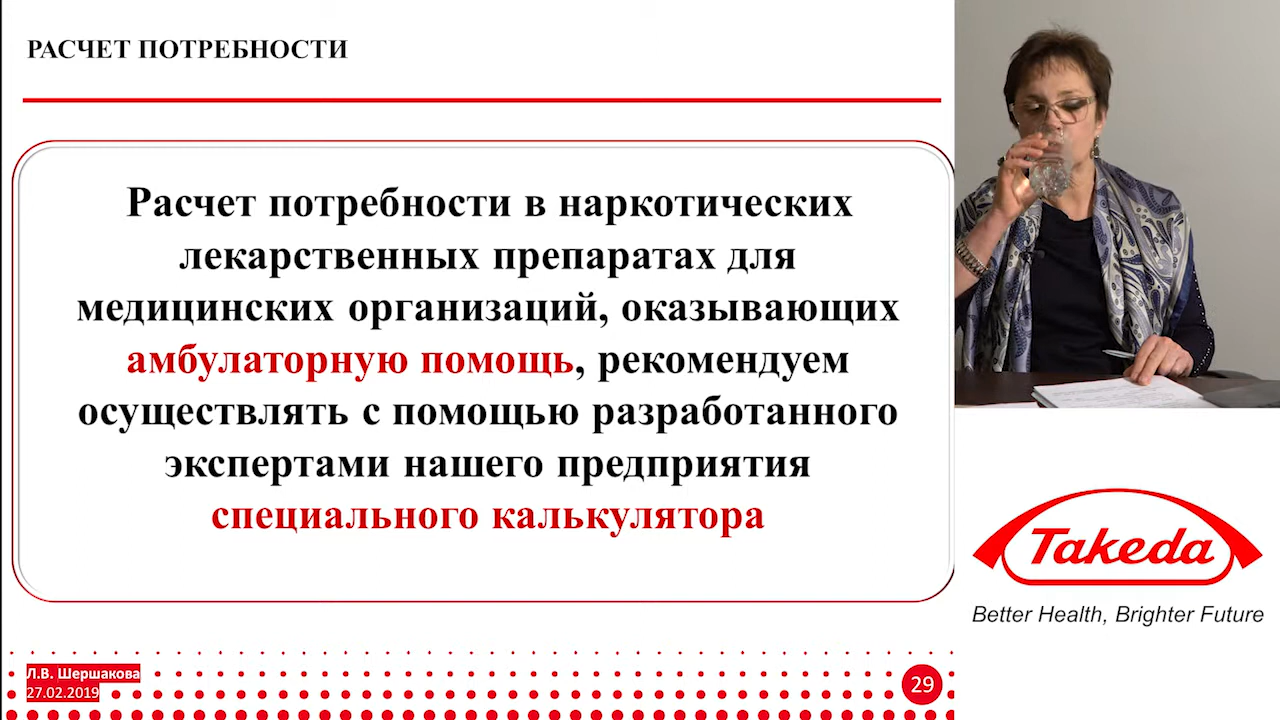 РАСЧЕТ ПОТРЕБНОСТИ
Расчет потребности в наркотических
лекарственных препаратах для
медицинских организаций, оказывающих
амбулаторную помощь, рекомендуем
осуществлять с помощью разработанного
экспертами нашего предприятия
специального калькулятора
Takeda
Better Health, Brighter Future
Л.В. Шершакова
27.02.2019
29